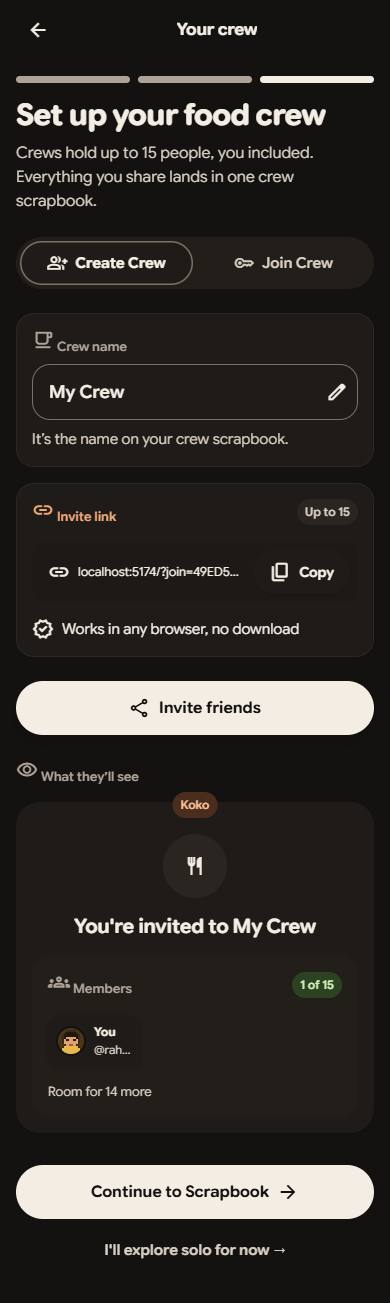 Your crew
Set up your food crew
Crews hold up to 15 people, you included.
Everything you share lands in one crew
scrapbook.
Create Crew
Join Crew
Crew name
My Crew
It's the name on your crew scrapbook.
Invite link
Up to 15
localhost:5174/?join=49ED5...
Copy
Works in any browser, no download
Invite friends
What they'll see
Koko
You're invited to My Crew
Members
1 of 15
You
@rah...
Room for 14 more
Continue to Scrapbook →
I'll explore solo for now →